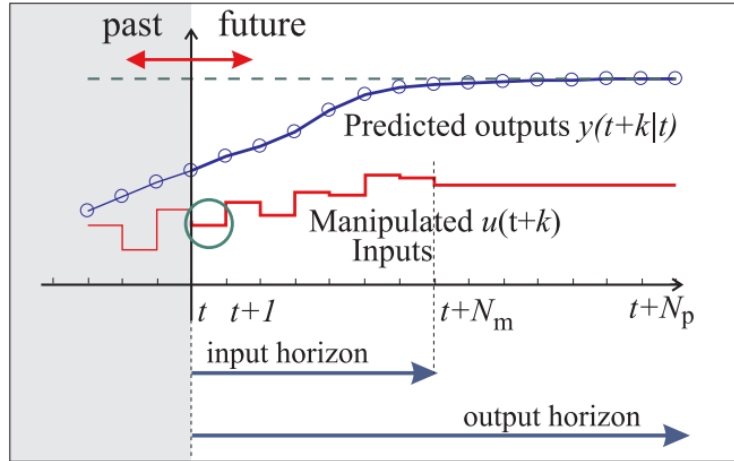 past future
Predicted outputs y(t+k|t)
Manipulated u(t+k)
Inputs
t t+1 t+Nₘ t+Nₚ
input horizon
output horizon